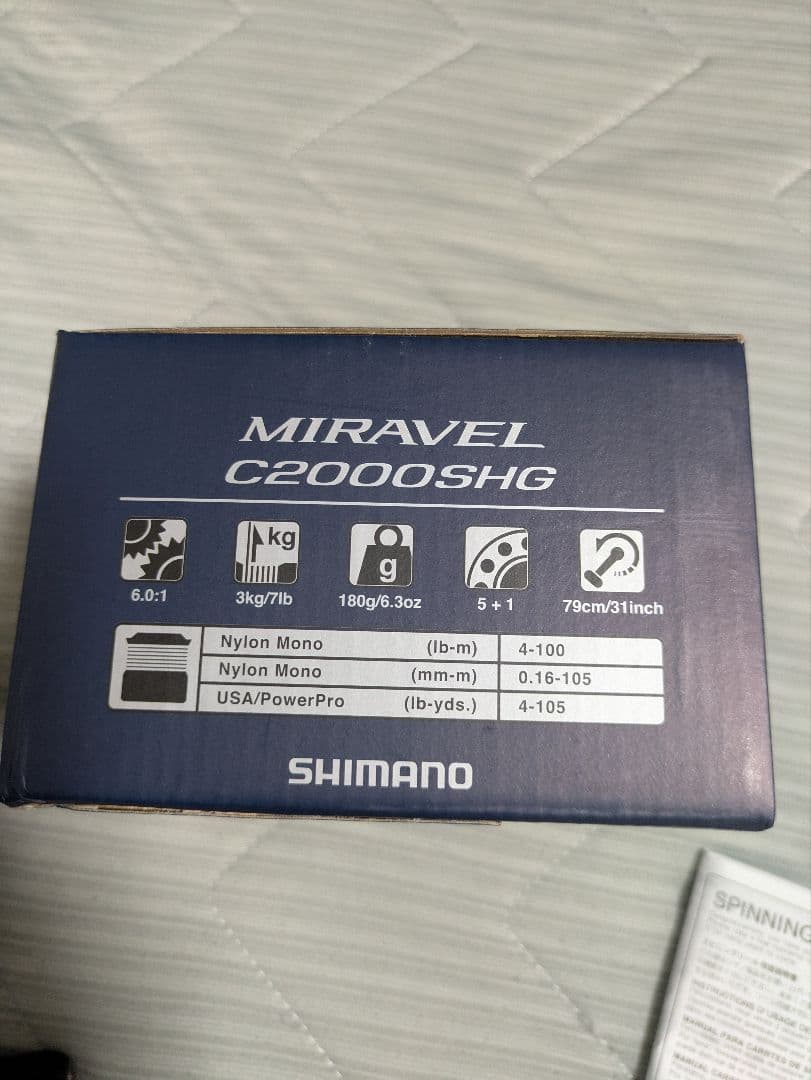 MIRAVEL
C2000SHG
kg
g
6.0:1
3kg/7lb
180g/6.3oz
5 + 1
79cm/31inch
Nylon Mono (lb-m) 4-100
Nylon Mono (mm-m) 0.16-105
USA/PowerPro (lb-yds.) 4-105
SHIMANO
SPINNING